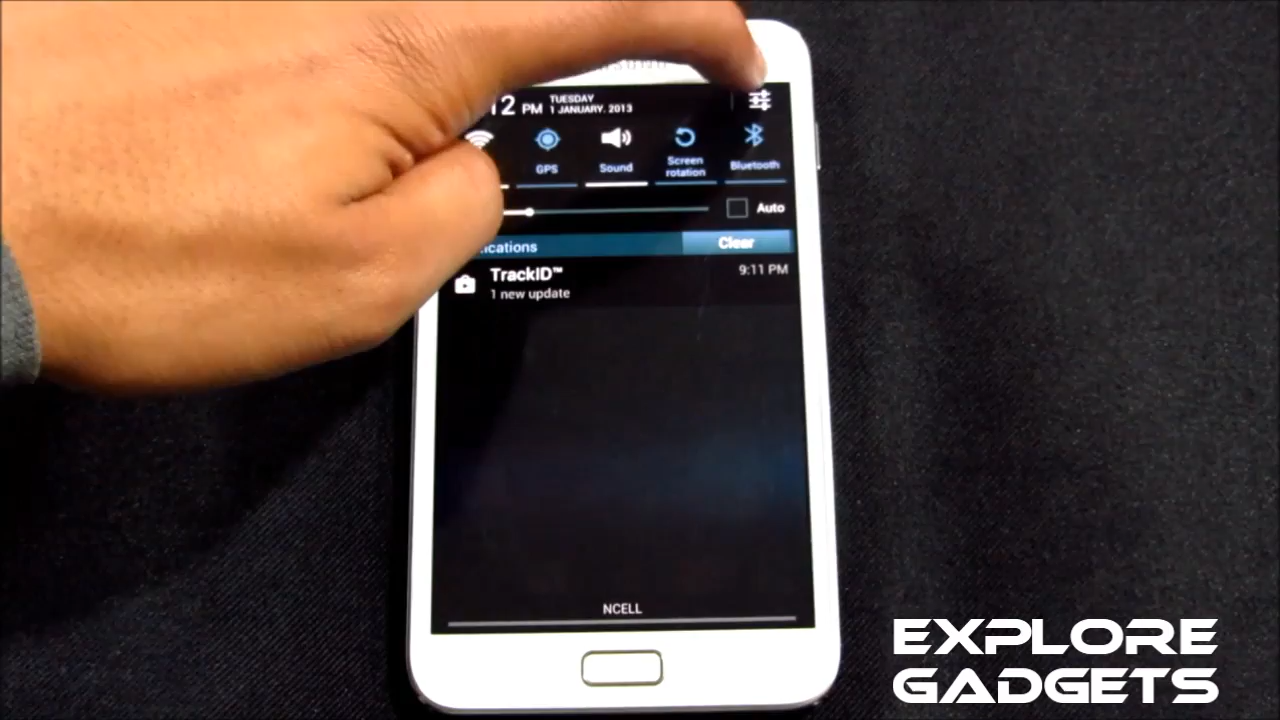 12 PM TUESDAY
1 JANUARY. 2013
GPS Sound Screen rotation Bluetooth
Auto
Clear
TrackID™ 9:11 PM
1 new update
NCELL
EXPLORE
GADGETS